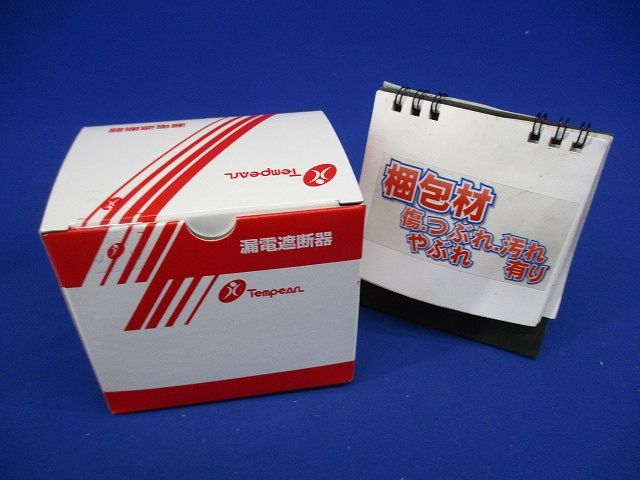 漏電遮断器
TempeaRL
漏電遮断器
TempeaRL
梱包材
傷・つぶれ・汚れ
やぶれ 有り